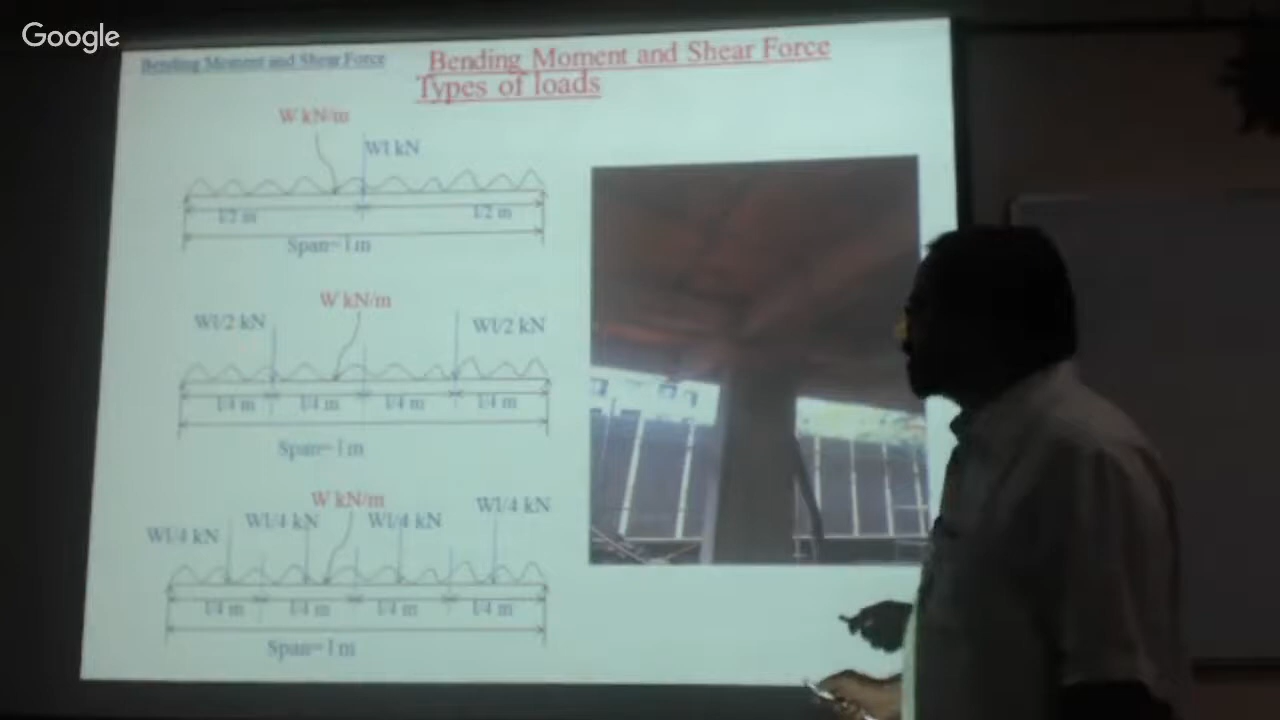 Google
Bending Moment and Shear Force
Bending Moment and Shear Force
Types of loads
W kN/m
Wl kN
l/2 m
l/2 m
Span=l m
W kN/m
Wl/2 kN
Wl/2 kN
l/4 m
l/4 m
l/4 m
l/4 m
Span=l m
W kN/m
Wl/4 kN
Wl/4 kN
Wl/4 kN
Wl/4 kN
l/4 m
l/4 m
l/4 m
l/4 m
Span=l m